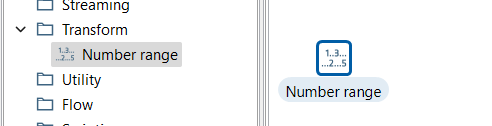 Streaming
Transform
1..3...
...2...5
Number range
Utility
Flow
1..3...
...2...5
Number range